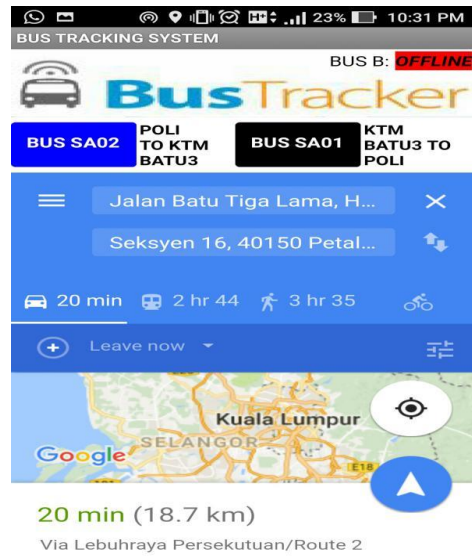 23% 10:31 PM
BUS TRACKING SYSTEM
BUS B: OFFLINE
BusTracker
BUS SA02
POLI
TO KTM
BATU3
BUS SA01
KTM
BATU3 TO
POLI
Jalan Batu Tiga Lama, H...
Seksyen 16, 40150 Petal...
20 min 2 hr 44 3 hr 35
Leave now
Kuala Lumpur
SELANGOR
Google
E18
20 min (18.7 km)
Via Lebuhraya Persekutuan/Route 2